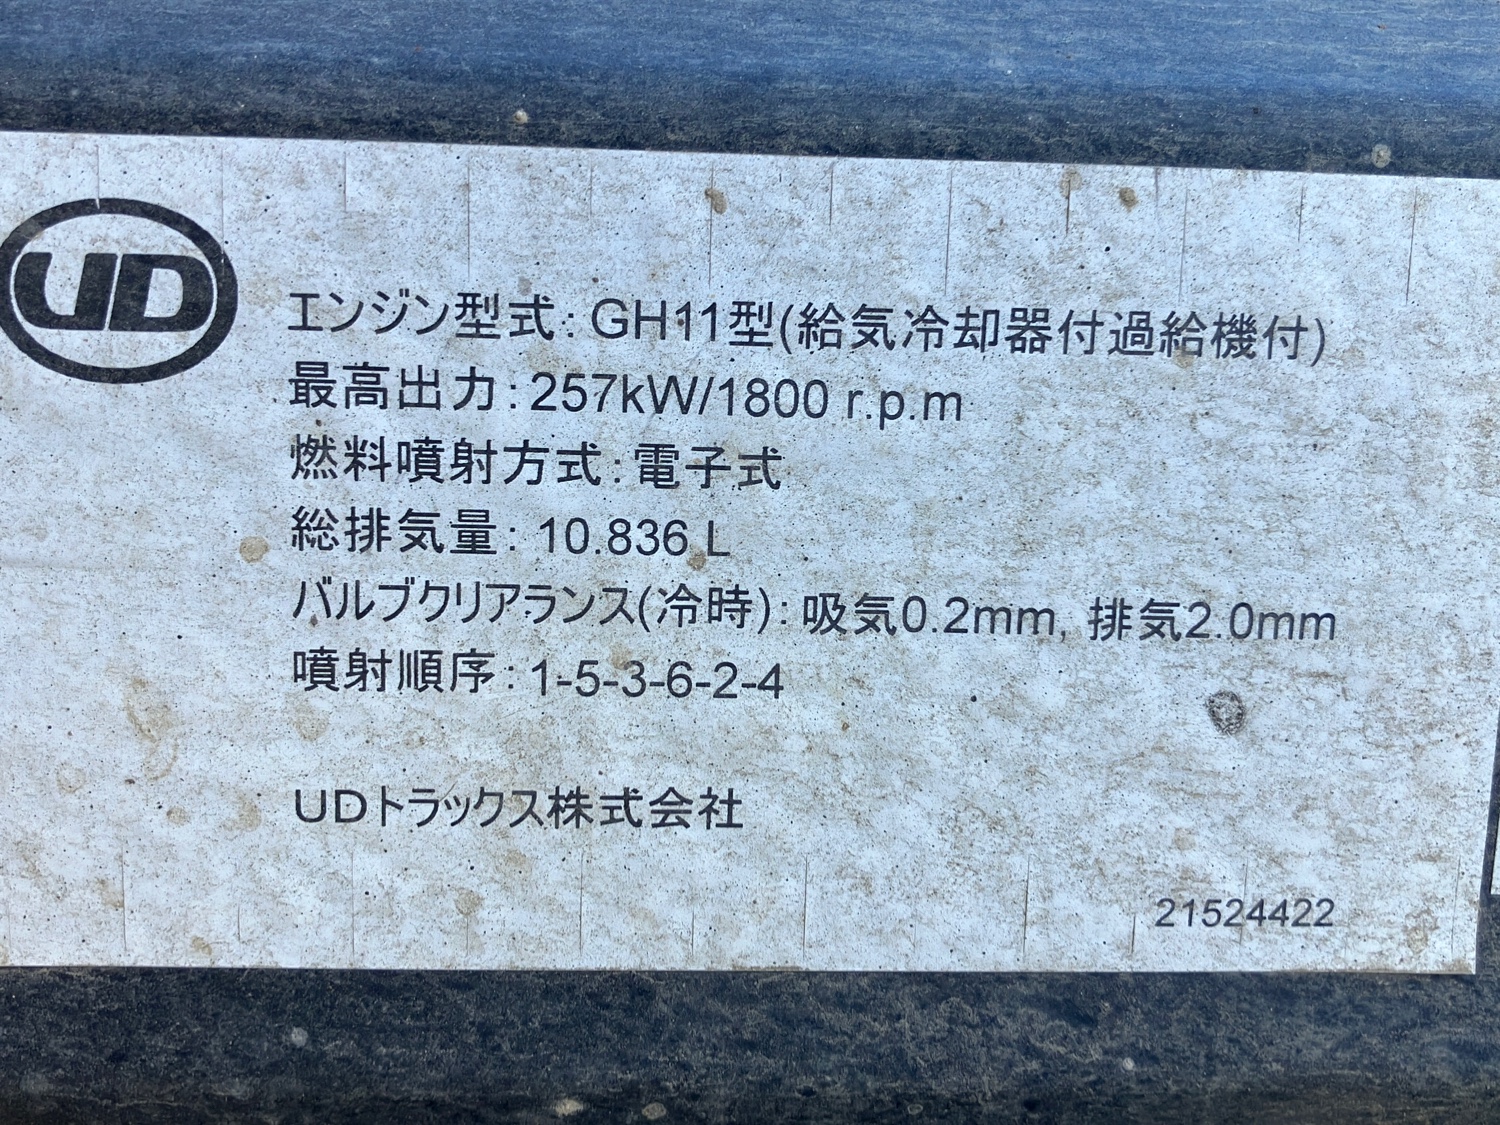 UD
エンジン型式: GH11型(給気冷却器付過給機付)
最高出力: 257kW/1800 r.p.m
燃料噴射方式: 電子式
総排気量: 10.836 L
バルブクリアランス(冷時): 吸気0.2mm, 排気2.0mm
噴射順序: 1-5-3-6-2-4
UDトラックス株式会社
21524422